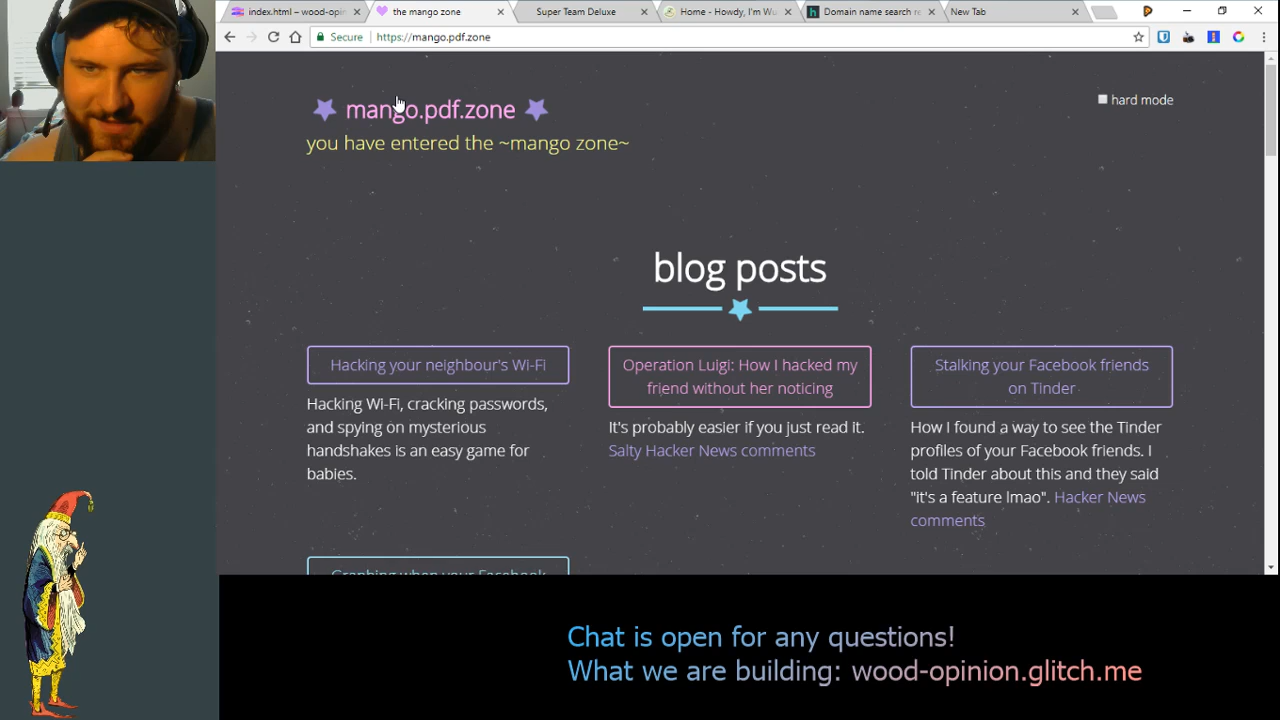 index.html – wood-opin
the mango zone
Super Team Deluxe
Home - Howdy, I'm Wo
Domain name search re
New Tab
Secure
https://mango.pdf.zone
mango.pdf.zone
hard mode
you have entered the ~mango zone~
blog posts
Hacking your neighbour's Wi-Fi
Hacking Wi-Fi, cracking passwords,
and spying on mysterious
handshakes is an easy game for
babies.
Operation Luigi: How I hacked my
friend without her noticing
It's probably easier if you just read it.
Salty Hacker News comments
Stalking your Facebook friends
on Tinder
How I found a way to see the Tinder
profiles of your Facebook friends. I
told Tinder about this and they said
"it's a feature lmao". Hacker News
comments
Graphing when your Facebook
Chat is open for any questions!
What we are building: wood-opinion.glitch.me